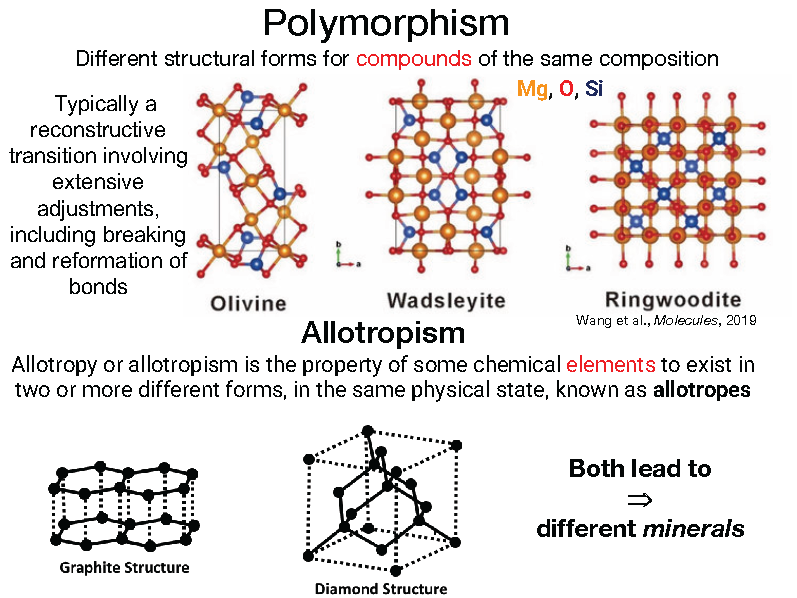 Polymorphism
Different structural forms for compounds of the same composition
Typically a
reconstructive
transition involving
extensive
adjustments,
including breaking
and reformation of
bonds
Mg, O, Si
b
a
b
a
Olivine
Wadsleyite
Ringwoodite
Wang et al., Molecules, 2019
Allotropism
Allotropy or allotropism is the property of some chemical elements to exist in
two or more different forms, in the same physical state, known as allotropes
Both lead to
⇒
different minerals
Graphite Structure
Diamond Structure